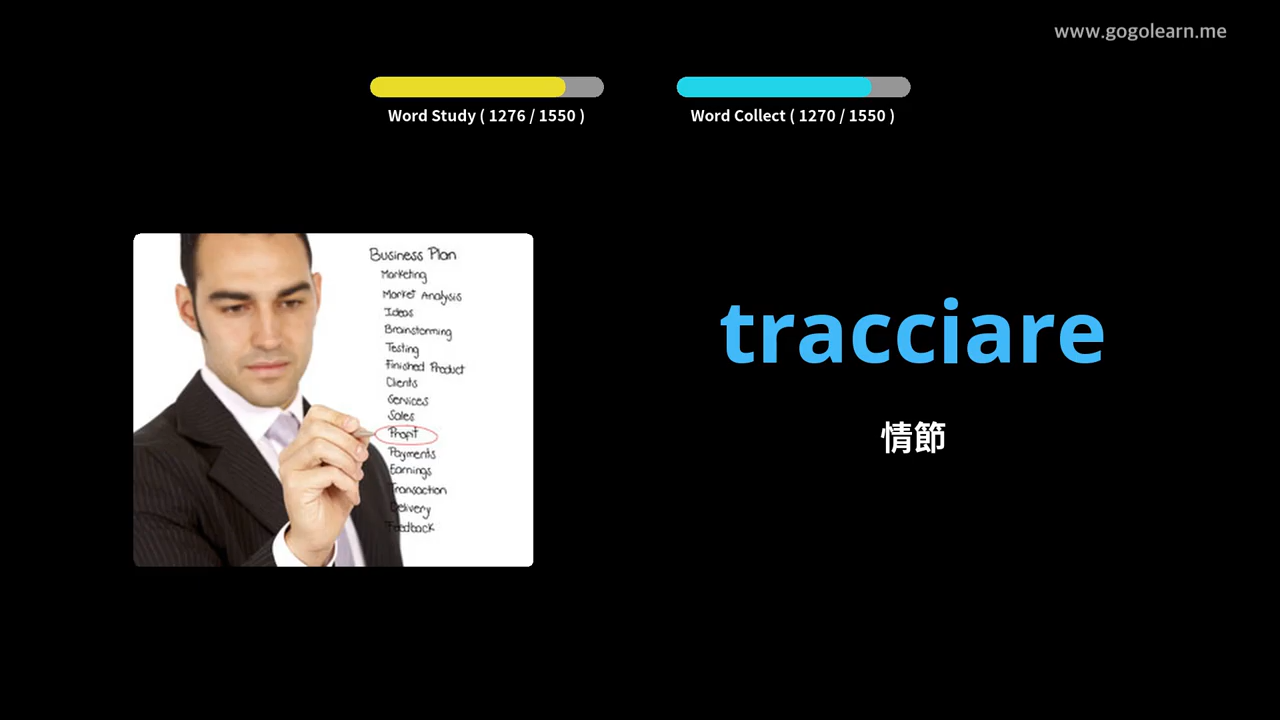 www.gogolearn.me
Word Study ( 1276 / 1550 )
Word Collect ( 1270 / 1550 )
Business Plan
Marketing
Market Analysis
Ideas
Brainstorming
Testing
Finished Product
Clients
Services
Sales
Profit
Payments
Earnings
Transaction
Delivery
Feedback
tracciare
情節